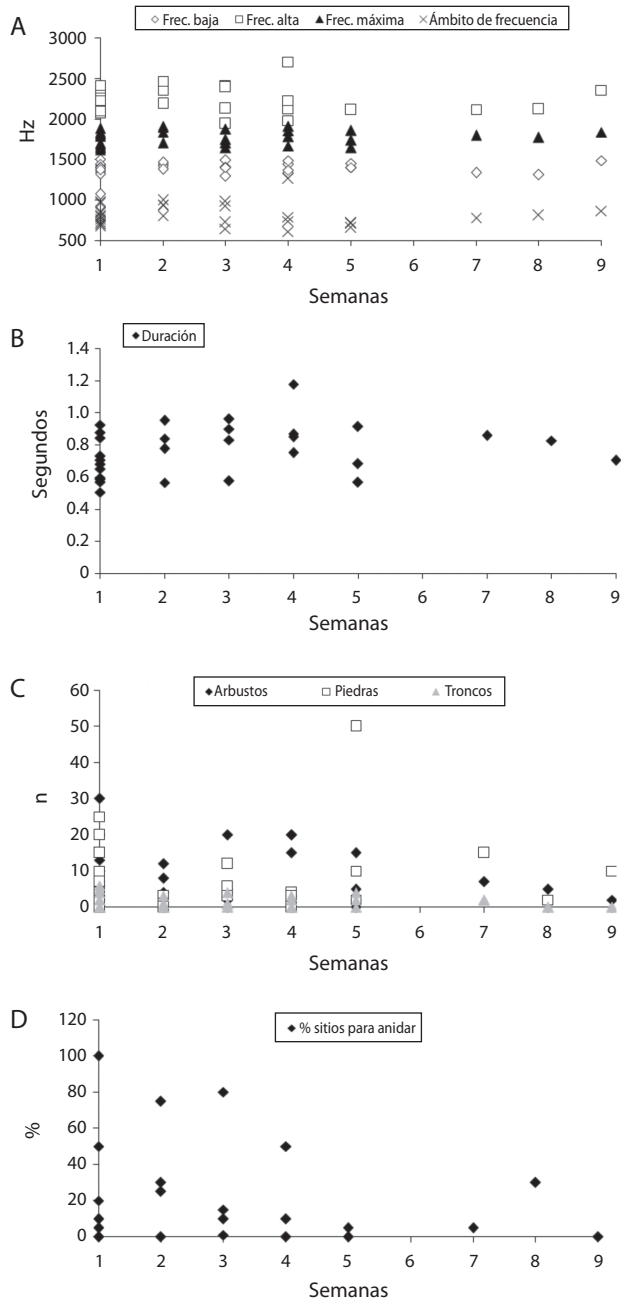 A
◇ Frec. baja □ Frec. alta ▲ Frec. máxima × Ámbito de frecuencia
3000
2500
2000
1500
1000
500
Hz
1 2 3 4 5 6 7 8 9
Semanas
B
◆ Duración
1.4
1.2
1.0
0.8
0.6
0.4
0.2
0
Segundos
1 2 3 4 5 6 7 8 9
Semanas
C
◆ Arbustos □ Piedras ▲ Troncos
60
50
40
30
20
10
0
n
1 2 3 4 5 6 7 8 9
Semanas
D
◆ % sitios para anidar
120
100
80
60
40
20
0
%
1 2 3 4 5 6 7 8 9
Semanas